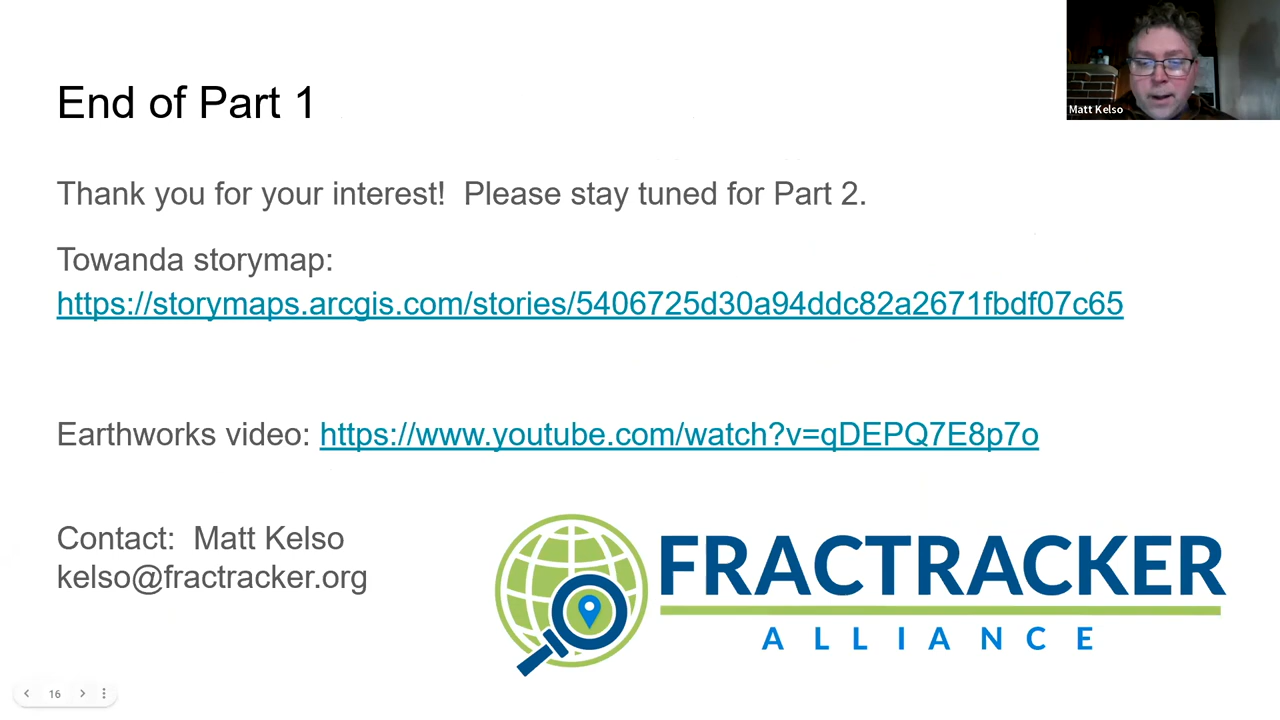 Matt Kelso
End of Part 1
Thank you for your interest!  Please stay tuned for Part 2.
Towanda storymap:
https://storymaps.arcgis.com/stories/5406725d30a94ddc82a2671fbdf07c65
Earthworks video: https://www.youtube.com/watch?v=qDEPQ7E8p7o
Contact:  Matt Kelso
kelso@fractracker.org
FRACTRACKER
ALLIANCE
16